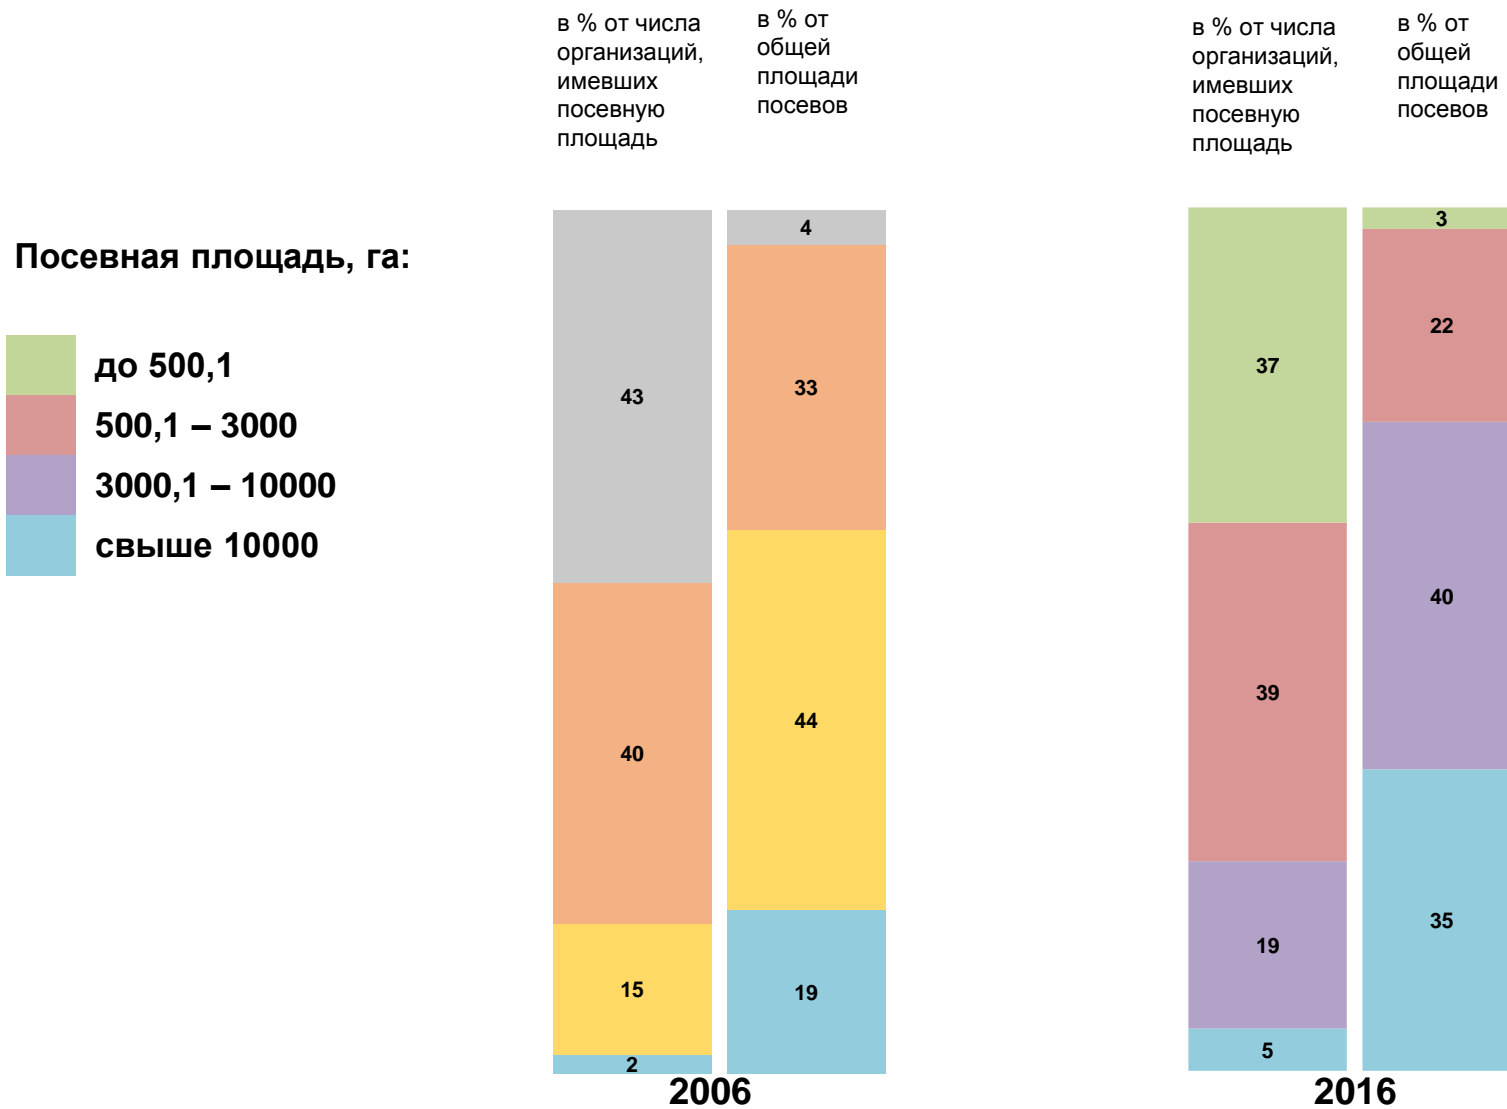 в % от числа
организаций,
имевших
посевную
площадь
в % от
общей
площади
посевов
в % от числа
организаций,
имевших
посевную
площадь
в % от
общей
площади
посевов
Посевная площадь, га:
до 500,1
500,1 – 3000
3000,1 – 10000
свыше 10000
43
40
15
2
4
33
44
19
2006
37
39
19
5
3
22
40
35
2016